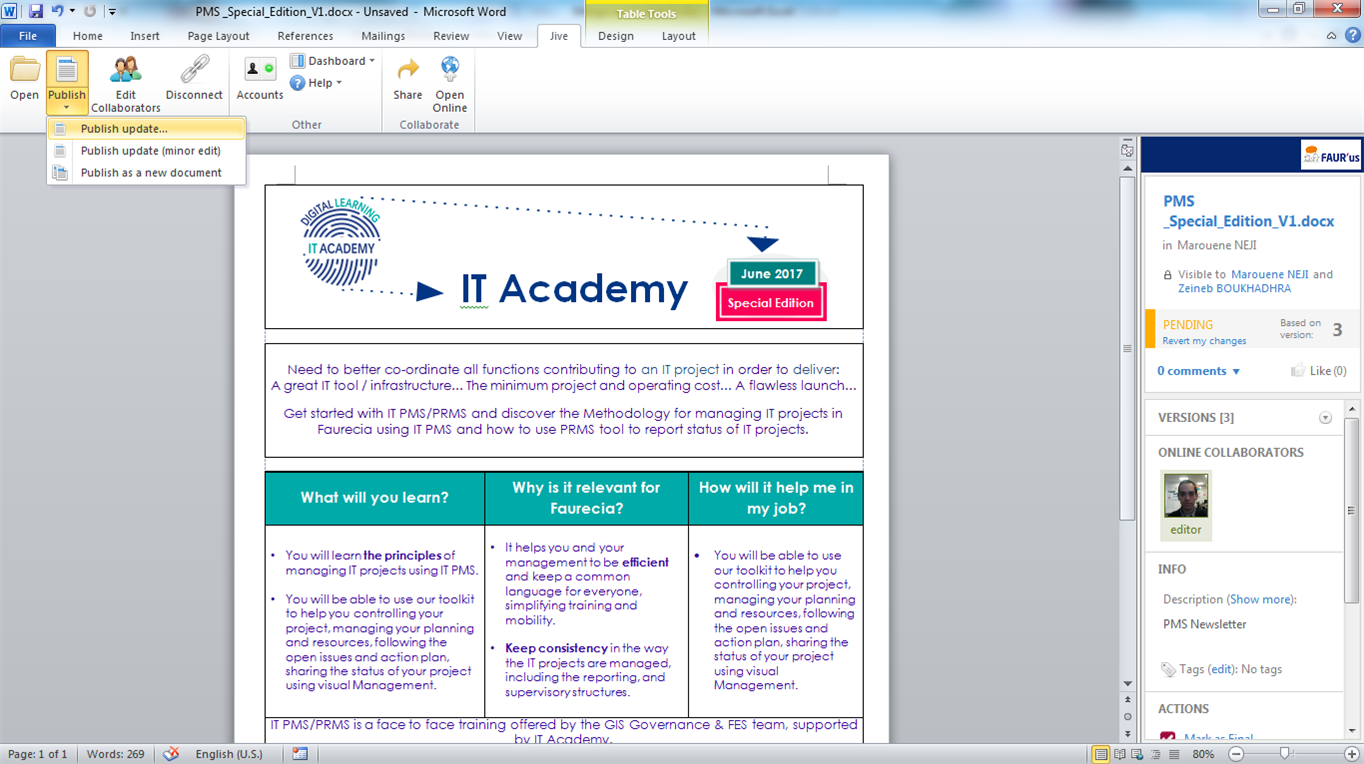 PMS _Special_Edition_V1.docx - Unsaved - Microsoft Word
Table Tools
File Home Insert Page Layout References Mailings Review View Jive Design Layout
Open
Publish
Edit
Collaborators
Disconnect
Accounts
Dashboard
Help
Other
Share
Open
Online
Collaborate
Publish update...
Publish update (minor edit)
Publish as a new document
DIGITAL LEARNING
IT ACADEMY
IT Academy
June 2017
Special Edition
Need to better co-ordinate all functions contributing to an IT project in order to deliver:
A great IT tool / infrastructure... The minimum project and operating cost... A flawless launch...
Get started with IT PMS/PRMS and discover the Methodology for managing IT projects in
Faurecia using IT PMS and how to use PRMS tool to report status of IT projects.
What will you learn?
Why is it relevant for
Faurecia?
How will it help me in
my job?
• You will learn the principles of
managing IT projects using IT PMS.
• You will be able to use our toolkit
to help you controlling your
project, managing your planning
and resources, following the
open issues and action plan,
sharing the status of your project
using visual Management.
• It helps you and your
management to be efficient
and keep a common
language for everyone,
simplifying training and
mobility.
• Keep consistency in the way
the IT projects are managed,
including the reporting, and
supervisory structures.
• You will be able to use
our toolkit to help you
controlling your project,
managing your planning
and resources, following
the open issues and
action plan, sharing the
status of your project
using visual
Management.
IT PMS/PRMS is a face to face training offered by the GIS Governance & FES team, supported
by IT Academy.
FAUR'us
PMS
_Special_Edition_V1.docx
in Marouene NEJI
Visible to Marouene NEJI and
Zeineb BOUKHADHRA
PENDING
Revert my changes
Based on
version: 3
0 comments
Like (0)
VERSIONS [3]
ONLINE COLLABORATORS
editor
INFO
Description (Show more):
PMS Newsletter
Tags (edit): No tags
ACTIONS
Mark as Final
Page: 1 of 1 Words: 269 English (U.S.) 80%